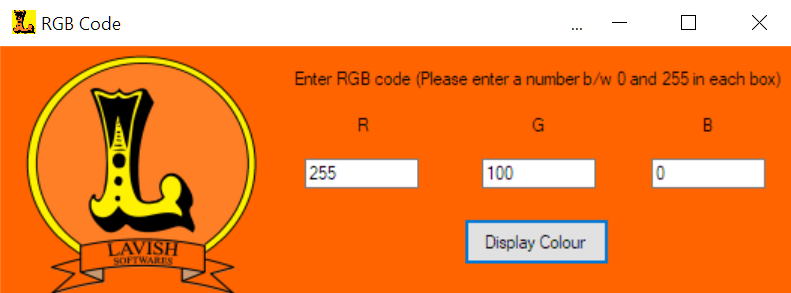 RGB Code
...
Enter RGB code (Please enter a number b/w 0 and 255 in each box)
R G B
255 100 0
Display Colour
L
LAVISH
SOFTWARES